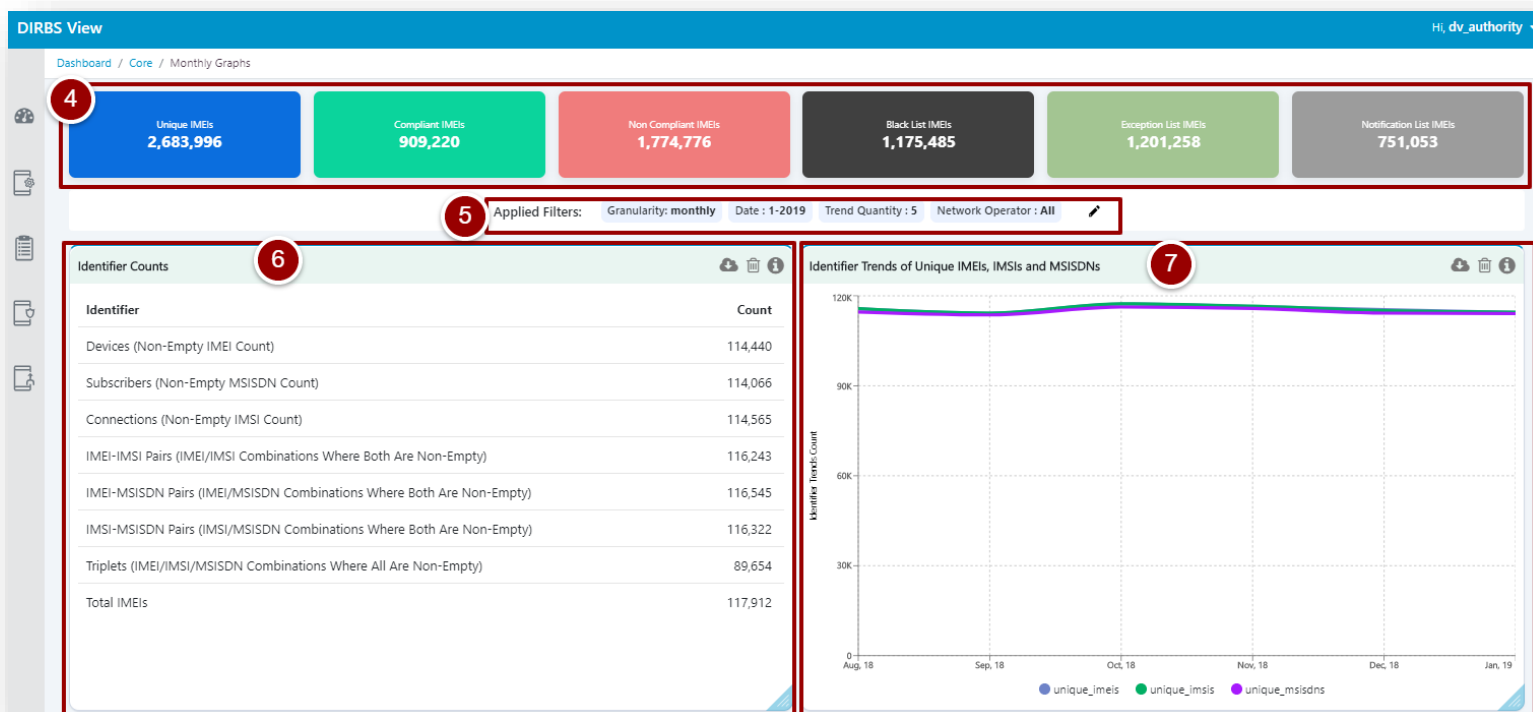 DIRBS View
Hi, dv_authority
Dashboard / Core / Monthly Graphs
4
Unique IMEIs
2,683,996
Compliant IMEIs
909,220
Non Compliant IMEIs
1,774,776
Black List IMEIs
1,175,485
Exception List IMEIs
1,201,258
Notification List IMEIs
751,053
5
Applied Filters: Granularity: monthly Date : 1-2019 Trend Quantity : 5 Network Operator : All
Identifier Counts
6
Identifier Count
Devices (Non-Empty IMEI Count) 114,440
Subscribers (Non-Empty MSISDN Count) 114,066
Connections (Non-Empty IMSI Count) 114,565
IMEI-IMSI Pairs (IMEI/IMSI Combinations Where Both Are Non-Empty) 116,243
IMEI-MSISDN Pairs (IMEI/MSISDN Combinations Where Both Are Non-Empty) 116,545
IMSI-MSISDN Pairs (IMSI/MSISDN Combinations Where Both Are Non-Empty) 116,322
Triplets (IMEI/IMSI/MSISDN Combinations Where All Are Non-Empty) 89,654
Total IMEIs 117,912
Identifier Trends of Unique IMEIs, IMSIs and MSISDNs
7
120K
90K
60K
30K
0
Identifier Trends Count
Aug, 18 Sep, 18 Oct, 18 Nov, 18 Dec, 18 Jan, 19
unique_imeis unique_imsis unique_msisdns